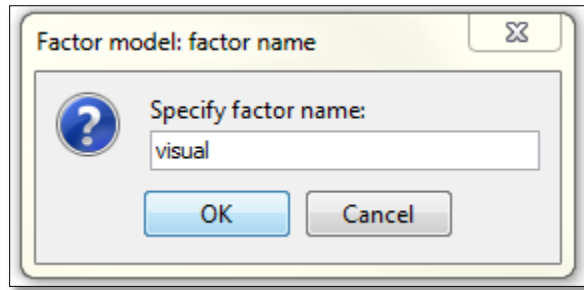 Factor model: factor name
Specify factor name:
visual
OK Cancel